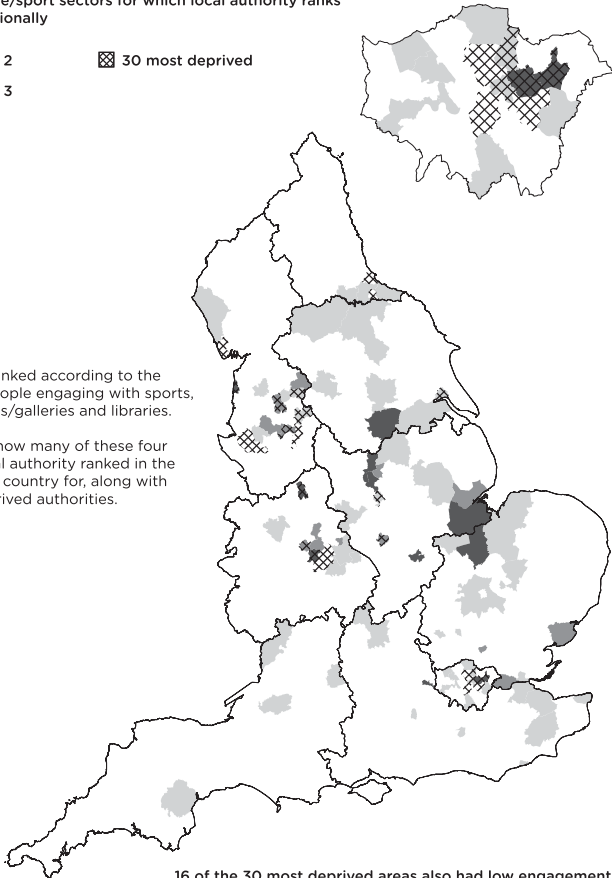 e/sport sectors for which local authority ranks
ionally
2
30 most deprived
3
nked according to the
ople engaging with sports,
s/galleries and libraries.
how many of these four
al authority ranked in the
country for, along with
rived authorities.
16 of the 30 most deprived areas also had low engagement